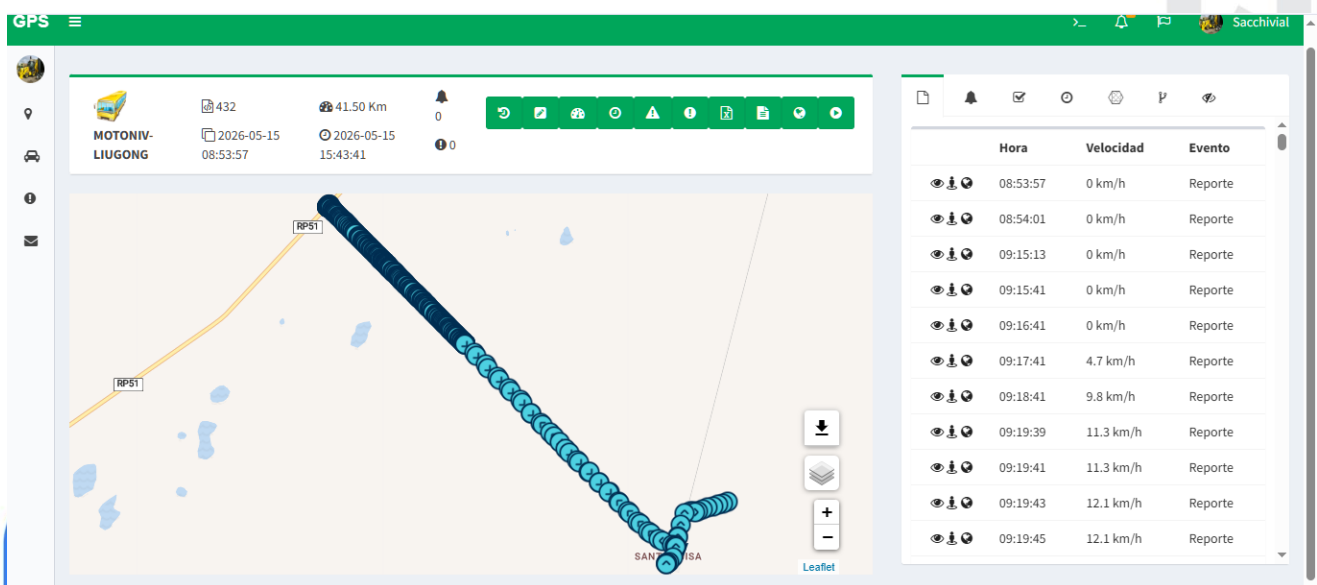 GPS
Sacchivial
MOTONIV-
LIUGONG
432
2026-05-15
08:53:57
41.50 Km
2026-05-15
15:43:41
0
0
RP51
RP51
Leaflet
Hora Velocidad Evento
08:53:57 0 km/h Reporte
08:54:01 0 km/h Reporte
09:15:13 0 km/h Reporte
09:15:41 0 km/h Reporte
09:16:41 0 km/h Reporte
09:17:41 4.7 km/h Reporte
09:18:41 9.8 km/h Reporte
09:19:39 11.3 km/h Reporte
09:19:41 11.3 km/h Reporte
09:19:43 12.1 km/h Reporte
09:19:45 12.1 km/h Reporte